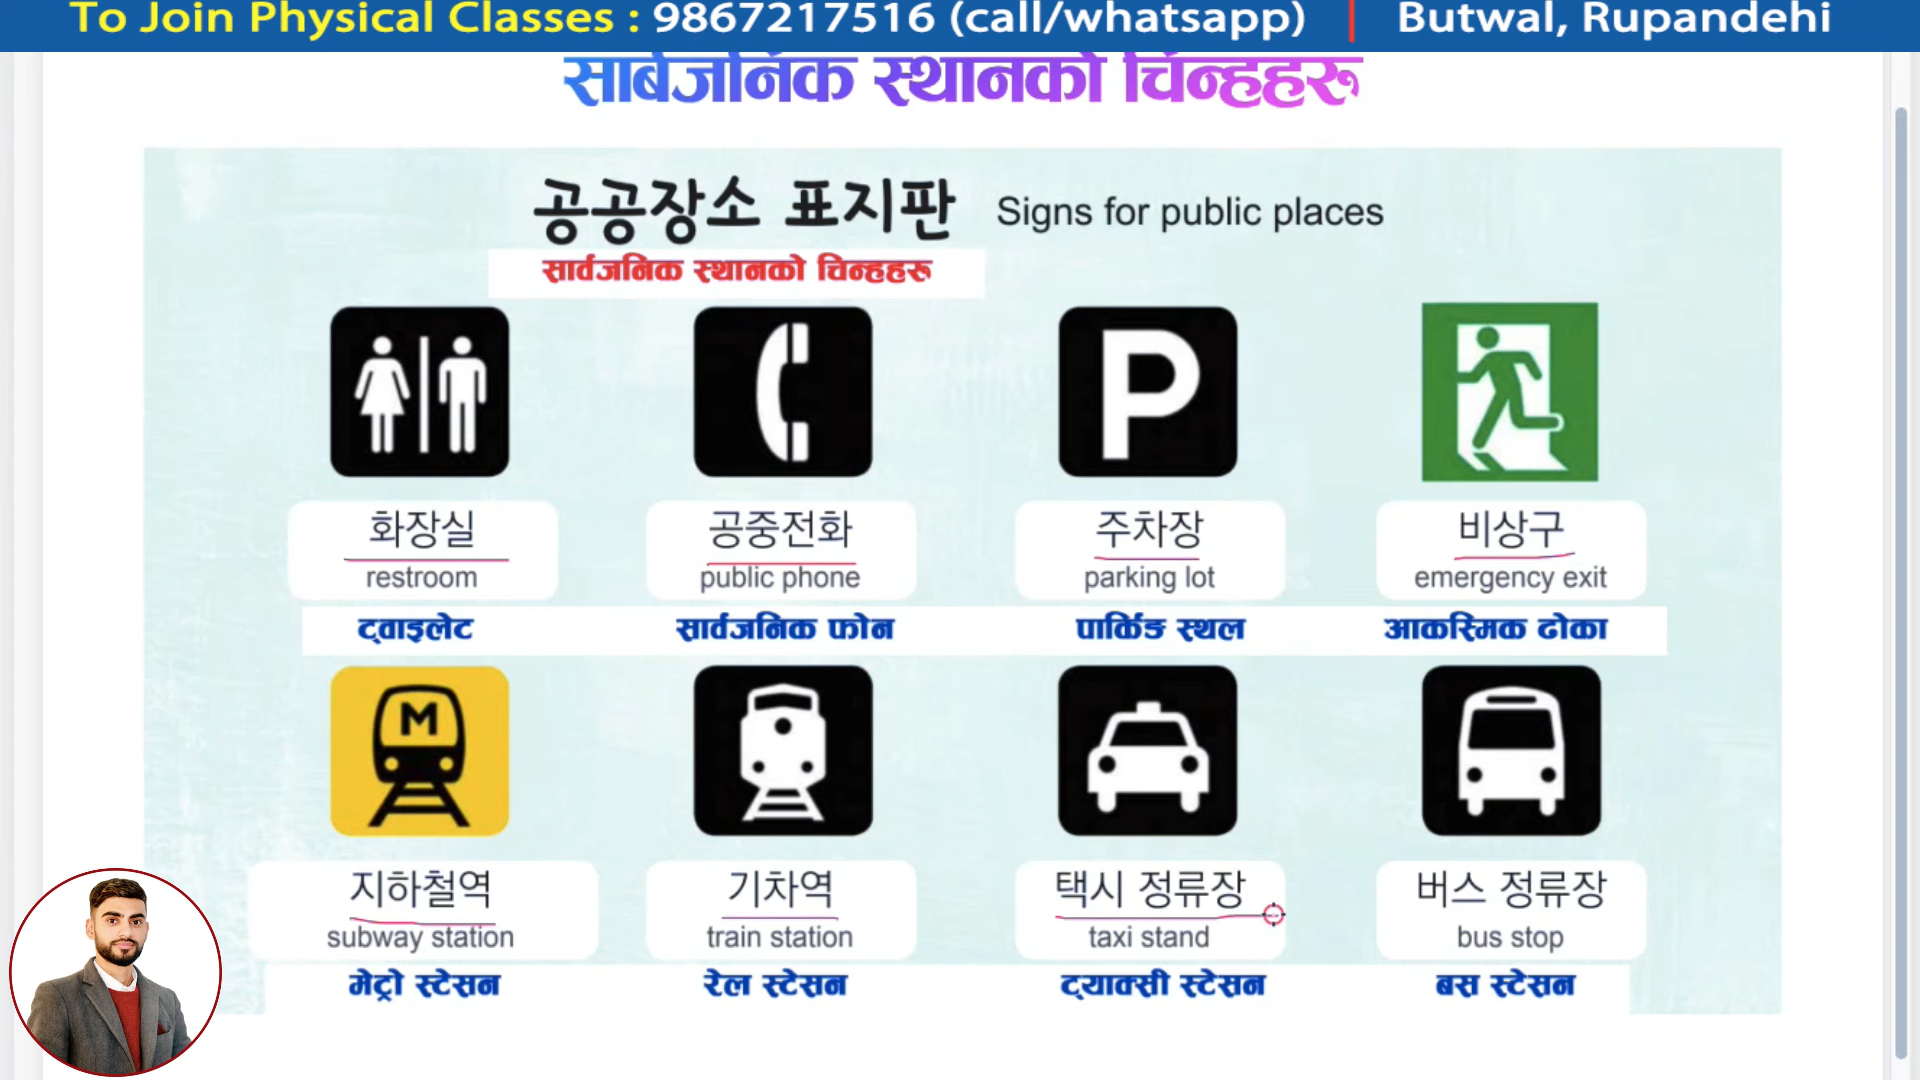 To Join Physical Classes : 9867217516 (call/whatsapp) | Butwal, Rupandehi
सार्बजनिक स्थानको चिन्हहरू
공공장소 표지판 Signs for public places
सार्वजनिक स्थानको चिन्हहरू
P
화장실 공중전화 주차장 비상구
restroom public phone parking lot emergency exit
ट्वाइलेट सार्वजनिक फोन पार्किङ स्थल आकस्मिक ढोका
M
지하철역 기차역 택시 정류장 버스 정류장
subway station train station taxi stand bus stop
मेट्रो स्टेसन रेल स्टेसन ट्याक्सी स्टेसन बस स्टेसन